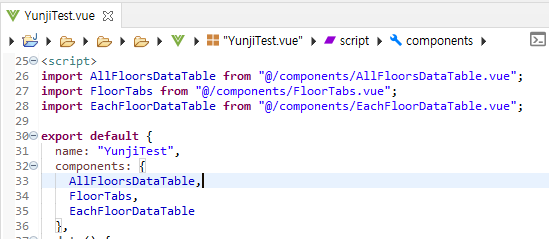 YunjiTest.vue
"YunjiTest.vue" script components
25 <script>
26 import AllFloorsDataTable from "@/components/AllFloorsDataTable.vue";
27 import FloorTabs from "@/components/FloorTabs.vue";
28 import EachFloorDataTable from "@/components/EachFloorDataTable.vue";
29
30 export default {
31 name: "YunjiTest",
32 components: {
33 AllFloorsDataTable,
34 FloorTabs,
35 EachFloorDataTable
36 },